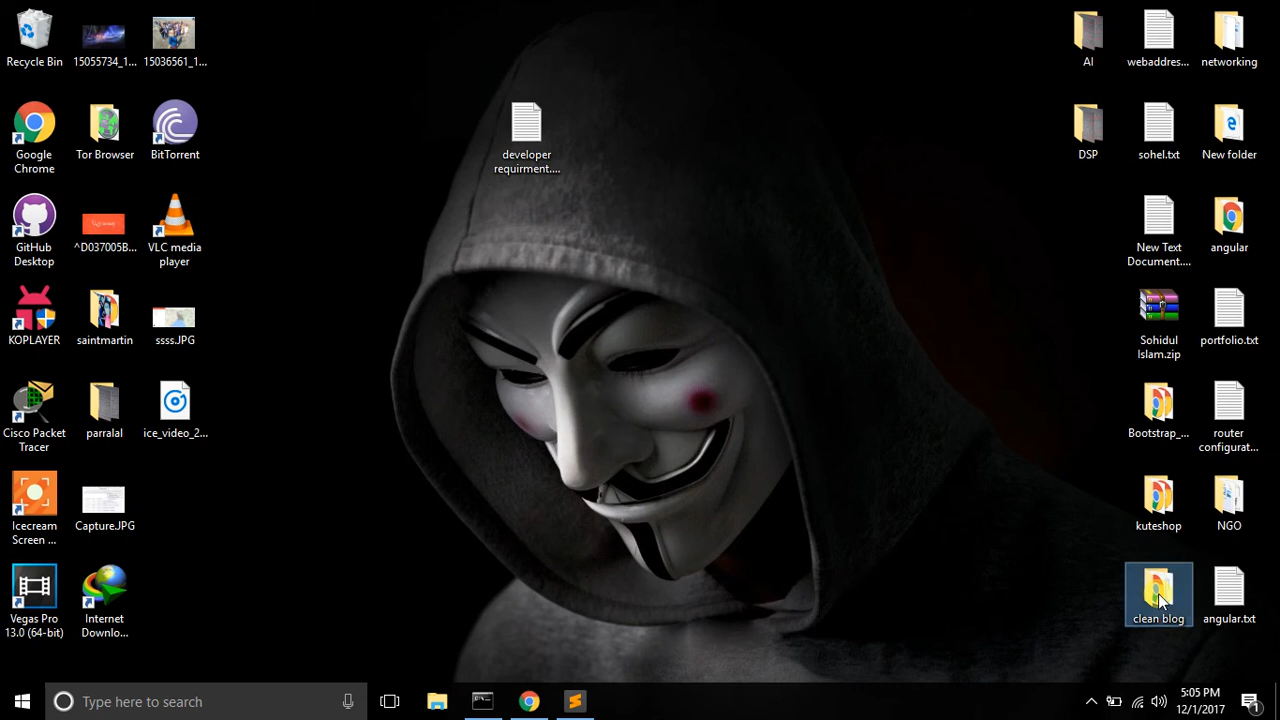 Recycle Bin
15055734_1...
15036561_1...
Google
Chrome
Tor Browser
BitTorrent
GitHub
Desktop
^D037005B...
VLC media
player
KOPLAYER
saintmartin
ssss.JPG
Cisco Packet
Tracer
parralal
ice_video_2...
Icecream
Screen ...
Capture.JPG
Vegas Pro
13.0 (64-bit)
Internet
Downlo...
developer
requirment....
AI
webaddres...
networking
DSP
sohel.txt
New folder
New Text
Document....
angular
Sohidul
Islam.zip
portfolio.txt
Bootstrap_...
router
configurat...
kuteshop
NGO
clean blog
angular.txt
Type here to search
5:05 PM
12/1/2017
1